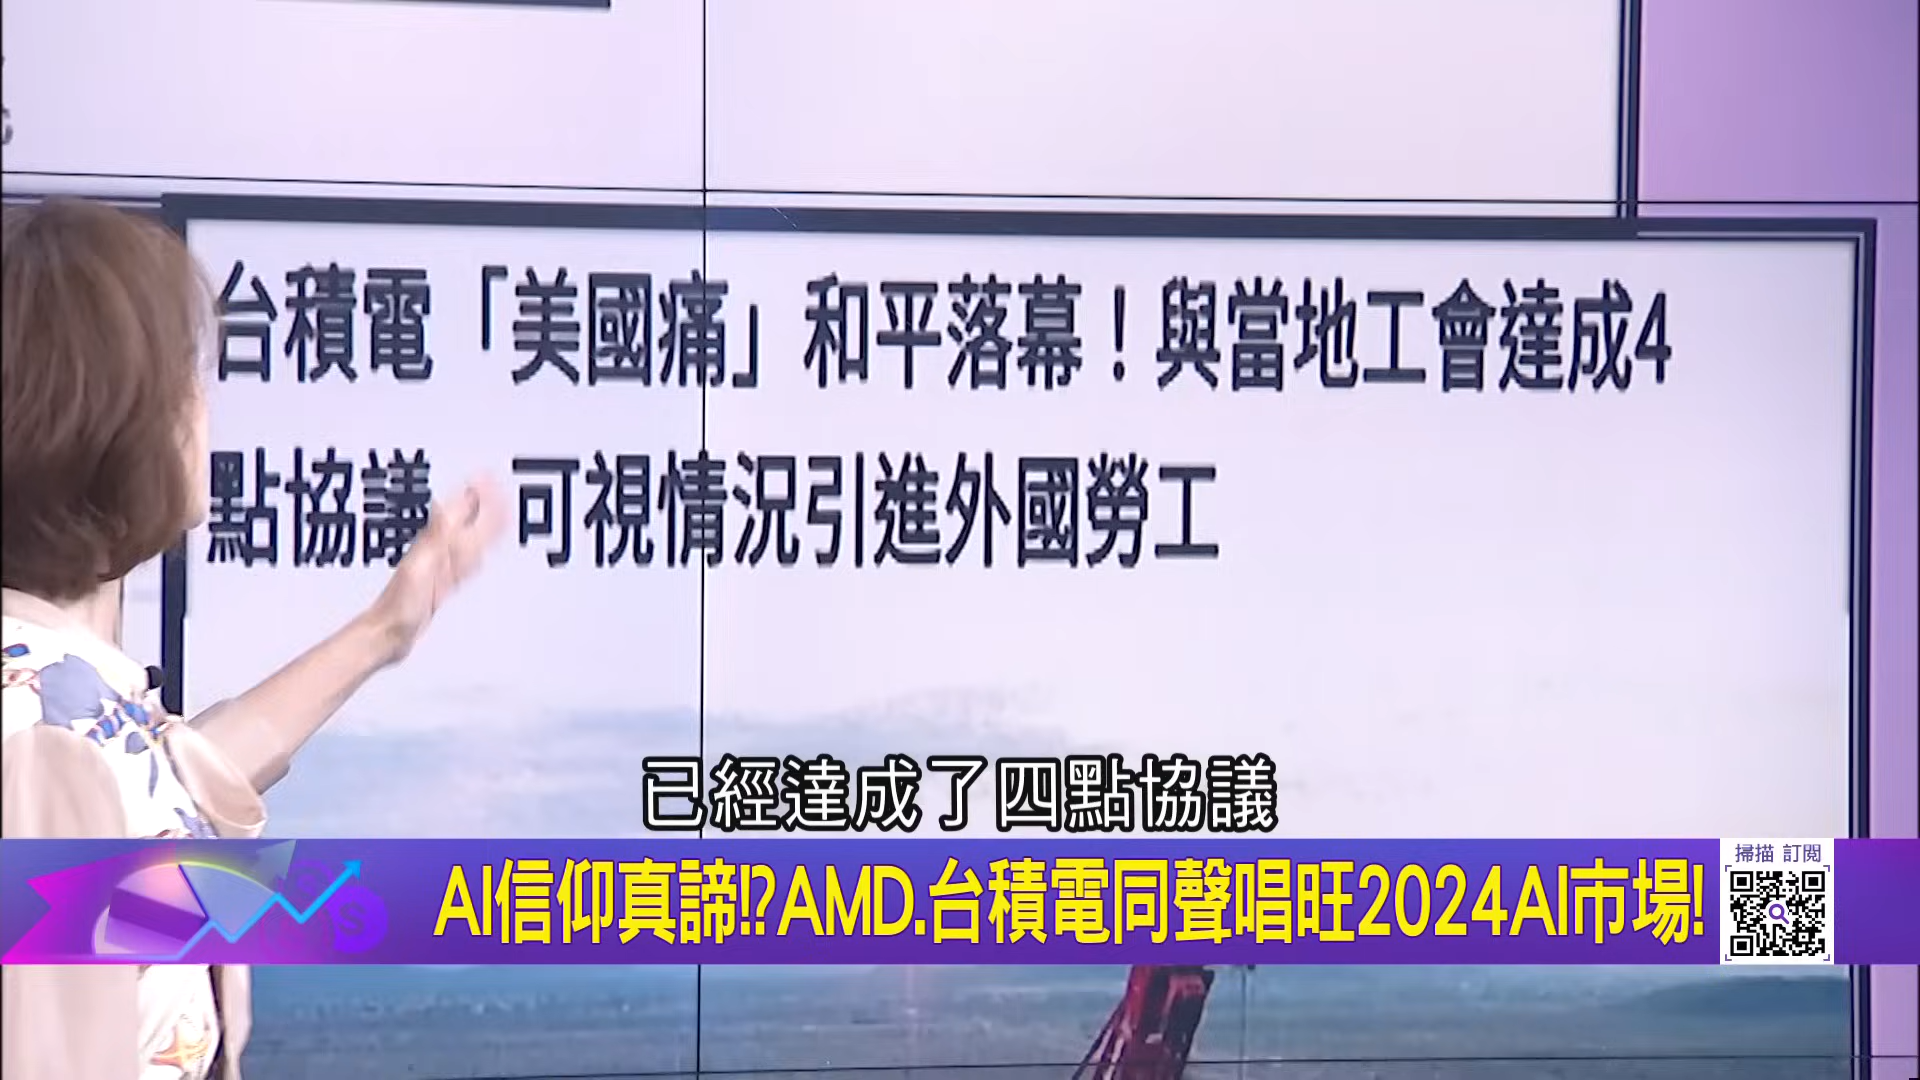 台積電「美國痛」和平落幕！與當地工會達成4
點協議 可視情況引進外國勞工
已經達成了四點協議
AI信仰真諦!?AMD.台積電同聲唱旺2024AI市場!
掃描 訂閱